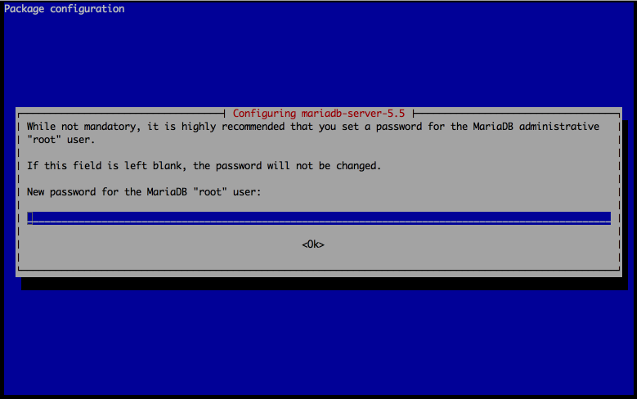 Package configuration
Configuring mariadb-server-5.5
While not mandatory, it is highly recommended that you set a password for the MariaDB administrative
"root" user.
If this field is left blank, the password will not be changed.
New password for the MariaDB "root" user:
<Ok>